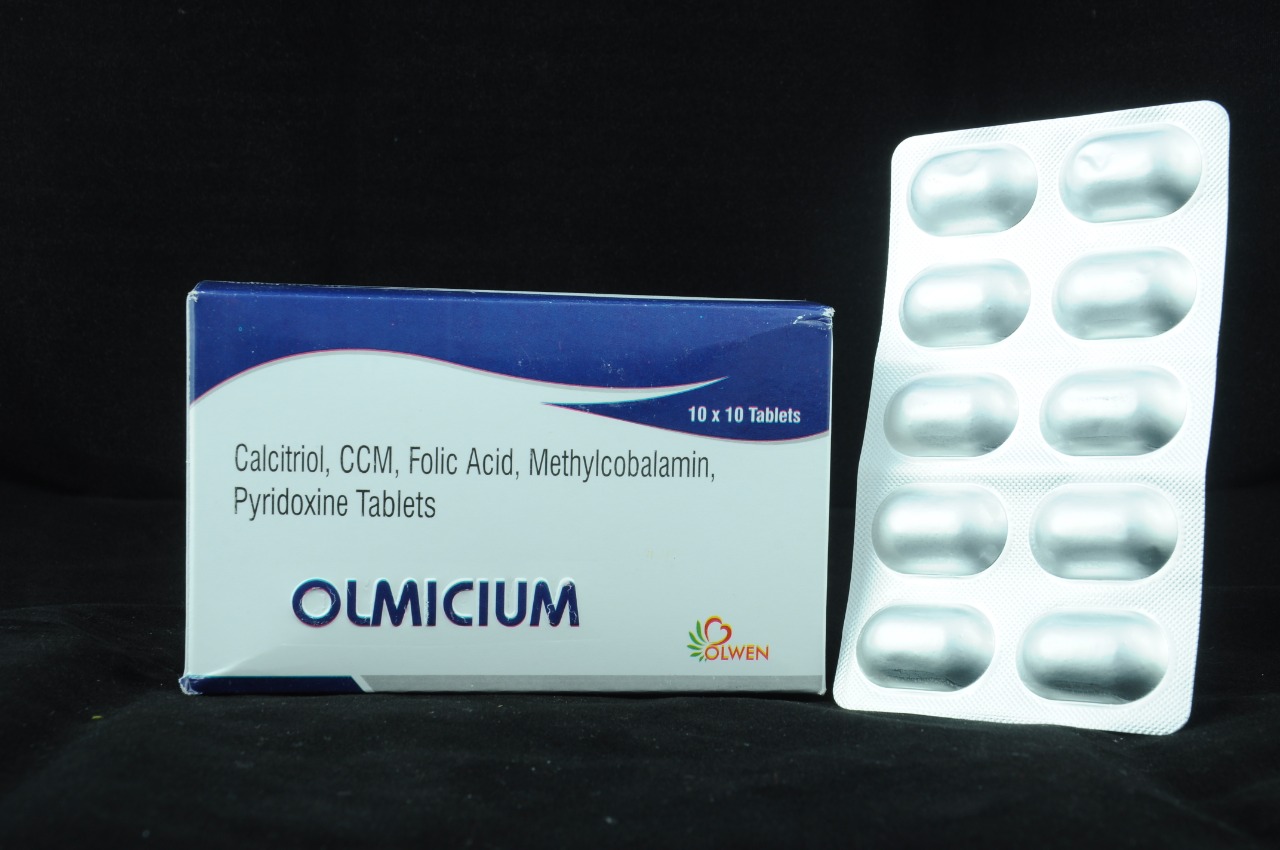 10 x 10 Tablets
Calcitriol, CCM, Folic Acid, Methylcobalamin,
Pyridoxine Tablets
OLMICIUM
OLWEN